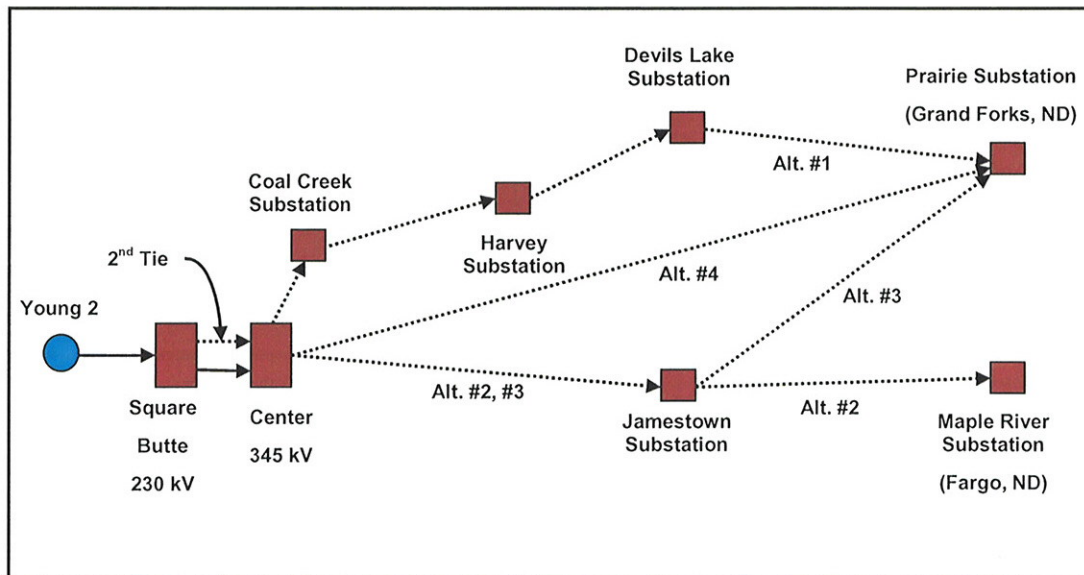 Devils Lake
Substation
Prairie Substation
(Grand Forks, ND)
Alt. #1
Coal Creek
Substation
Harvey
Substation
2nd Tie
Alt. #4
Young 2
Alt. #3
Alt. #2, #3
Alt. #2
Square
Butte
230 kV
Center
345 kV
Jamestown
Substation
Maple River
Substation
(Fargo, ND)